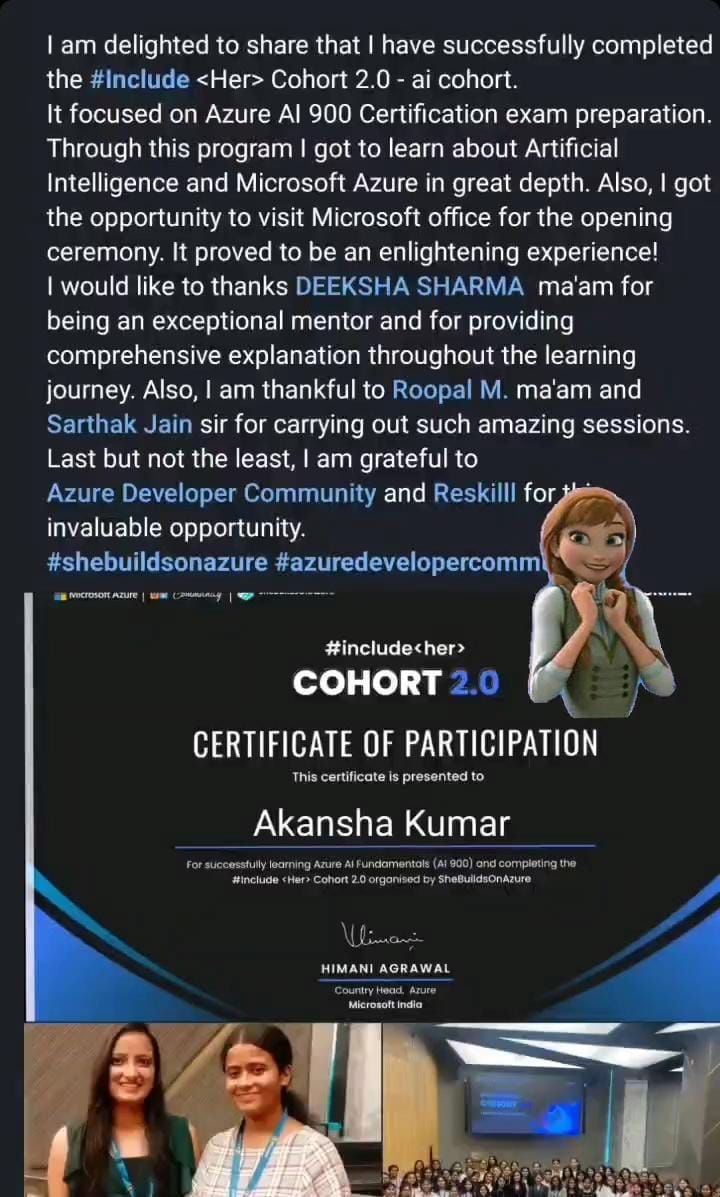 I am delighted to share that I have successfully completed
the #Include <Her> Cohort 2.0 - ai cohort.
It focused on Azure AI 900 Certification exam preparation.
Through this program I got to learn about Artificial
Intelligence and Microsoft Azure in great depth. Also, I got
the opportunity to visit Microsoft office for the opening
ceremony. It proved to be an enlightening experience!
I would like to thanks DEEKSHA SHARMA ma'am for
being an exceptional mentor and for providing
comprehensive explanation throughout the learning
journey. Also, I am thankful to Roopal M. ma'am and
Sarthak Jain sir for carrying out such amazing sessions.
Last but not the least, I am grateful to
Azure Developer Community and Reskilll for
invaluable opportunity.
#shebuildsonazure
Microsoft Azure | Community |
#include<her>
COHORT 2.0
CERTIFICATE OF PARTICIPATION
This certificate is presented to
Akansha Kumar
For successfully learning Azure AI Fundamentals (AI 900) and completing the
#Include <Her> Cohort 2.0 organised by SheBuildsOnAzure
Himani
HIMANI AGRAWAL
Country Head, Azure
Microsoft India
COHORT